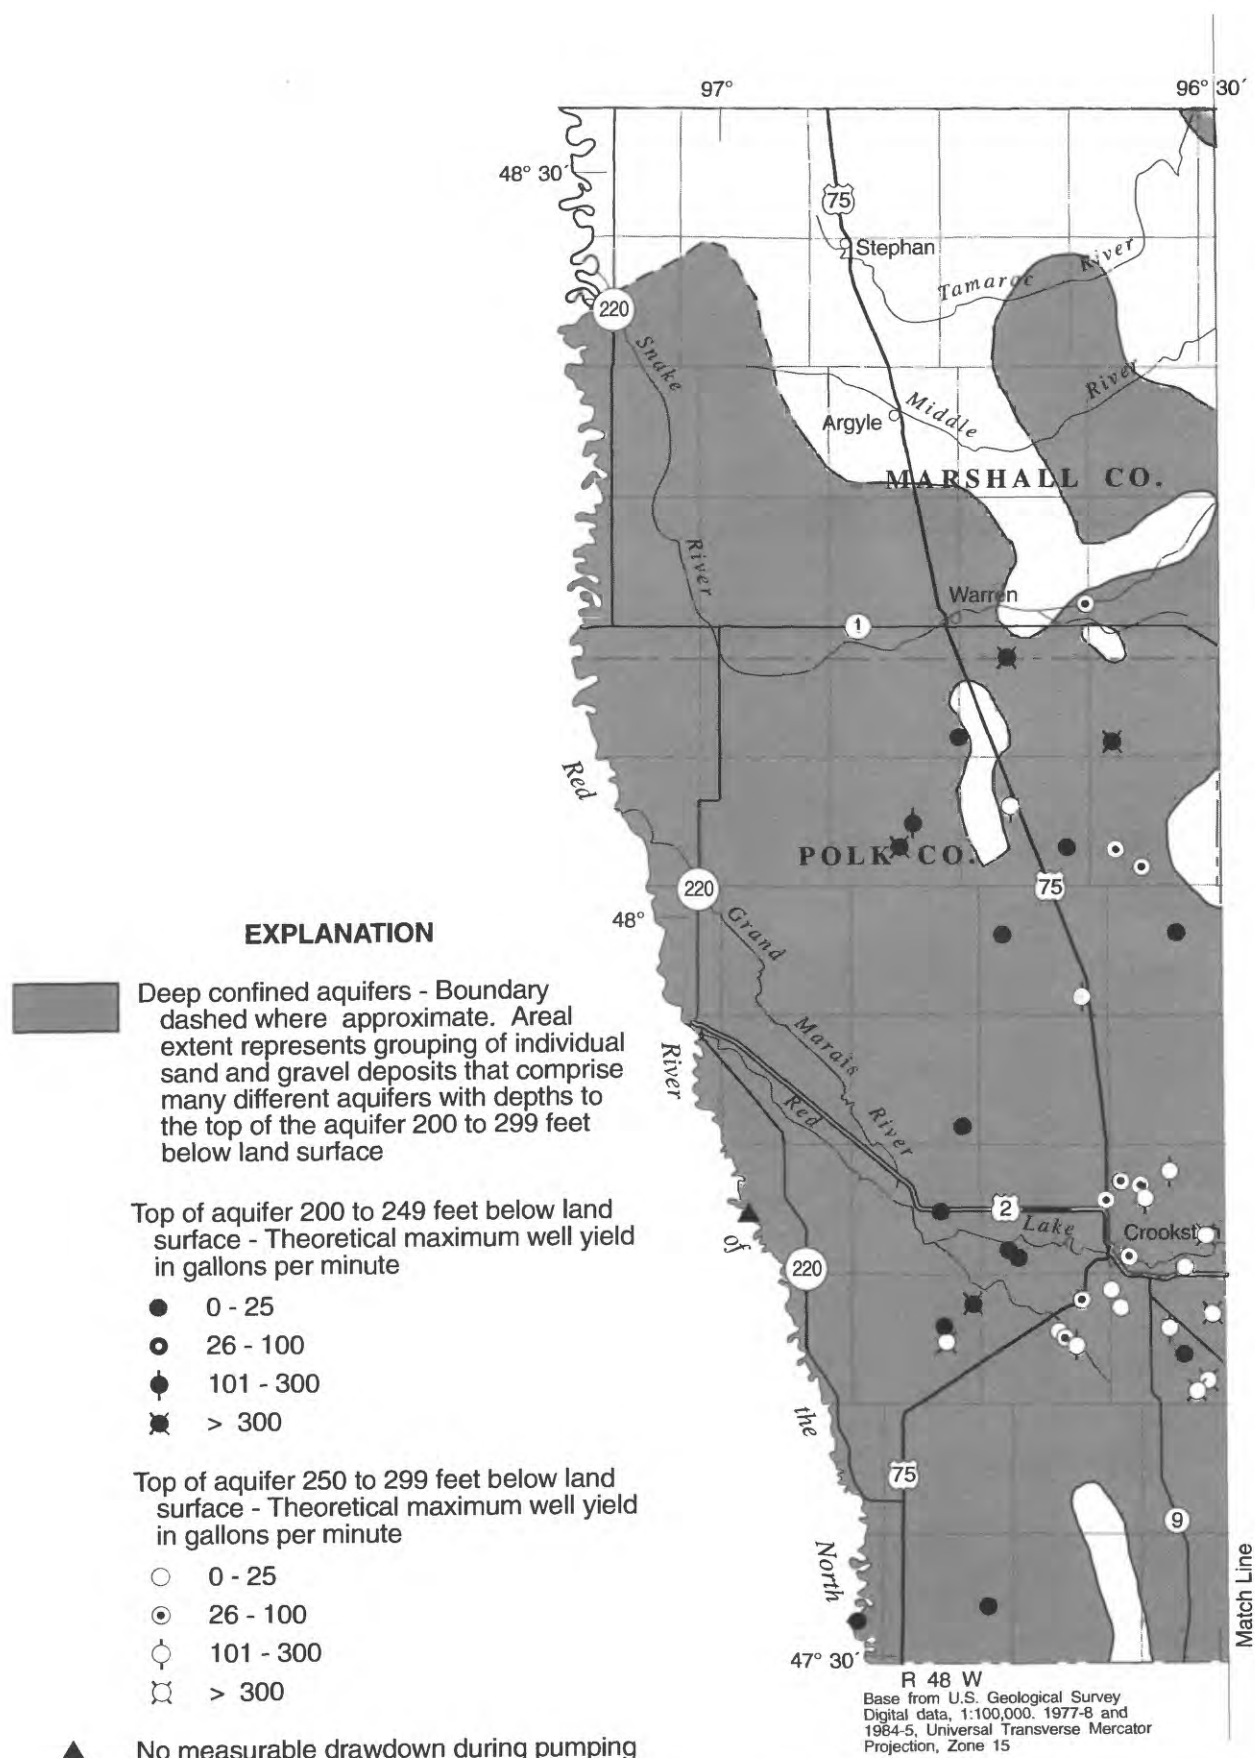 97°
96° 30′
48° 30′
75
Stephan
Tamarac River
220
Snake River
Middle River
Argyle
MARSHALL CO.
Warren
1
Red
POLK CO.
75
220
48°
Grand Marais River
River
Red Lake
2
Crookst n
of
220
the
75
9
North
47° 30′
R 48 W
Match Line
Base from U.S. Geological Survey
Digital data, 1:100,000. 1977-8 and
1984-5, Universal Transverse Mercator
Projection, Zone 15
EXPLANATION
Deep confined aquifers - Boundary
dashed where approximate. Areal
extent represents grouping of individual
sand and gravel deposits that comprise
many different aquifers with depths to
the top of the aquifer 200 to 299 feet
below land surface
Top of aquifer 200 to 249 feet below land
surface - Theoretical maximum well yield
in gallons per minute
0 - 25
26 - 100
101 - 300
> 300
Top of aquifer 250 to 299 feet below land
surface - Theoretical maximum well yield
in gallons per minute
0 - 25
26 - 100
101 - 300
> 300
No measurable drawdown during pumping